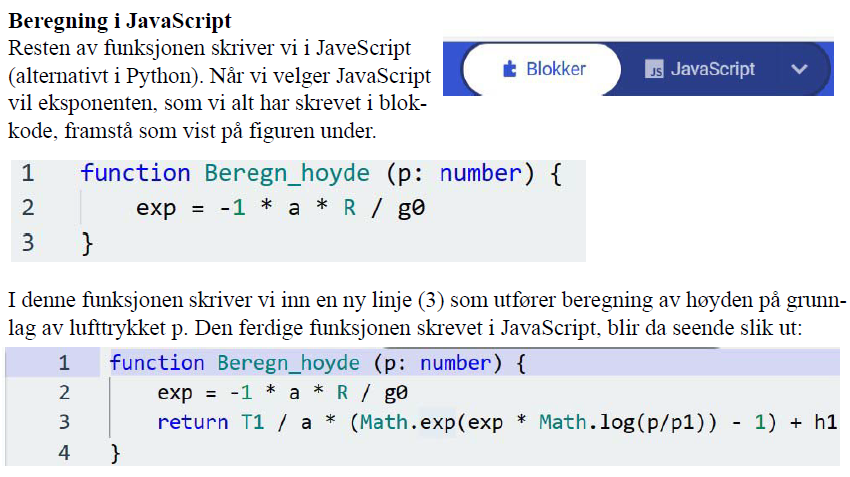 Beregning i JavaScript
Resten av funksjonen skriver vi i JaveScript
(alternativt i Python). Når vi velger JavaScript
vil eksponenten, som vi alt har skrevet i blok-
kode, framstå som vist på figuren under.
Blokker
JS JavaScript
1 function Beregn_hoyde (p: number) {
2 exp = -1 * a * R / g0
3 }
I denne funksjonen skriver vi inn en ny linje (3) som utfører beregning av høyden på grunn-
lag av lufttrykket p. Den ferdige funksjonen skrevet i JavaScript, blir da seende slik ut:
1 function Beregn_hoyde (p: number) {
2 exp = -1 * a * R / g0
3 return T1 / a * (Math.exp(exp * Math.log(p/p1)) - 1) + h1
4 }